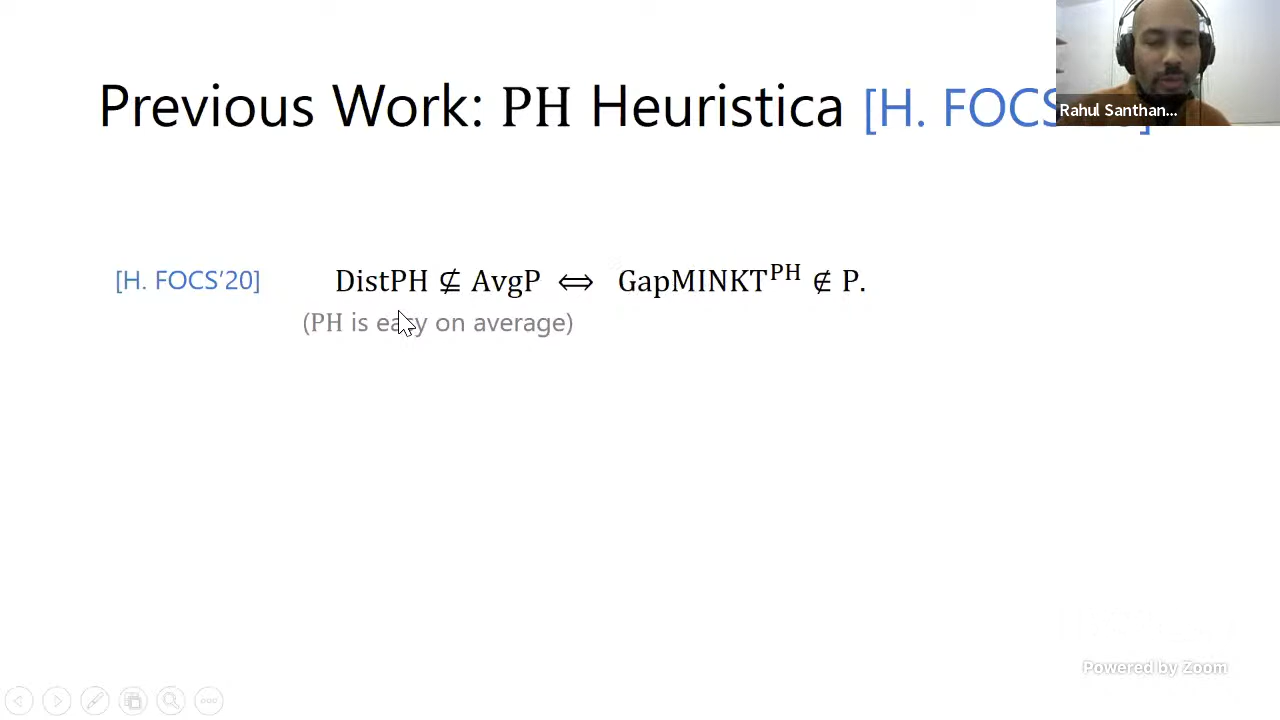 Previous Work: PH Heuristica [H. FOCS
Rahul Santhan...
[H. FOCS'20] DistPH ⊈ AvgP ⟺ GapMINKT^PH ∉ P.
(PH is easy on average)
Powered by Zoom